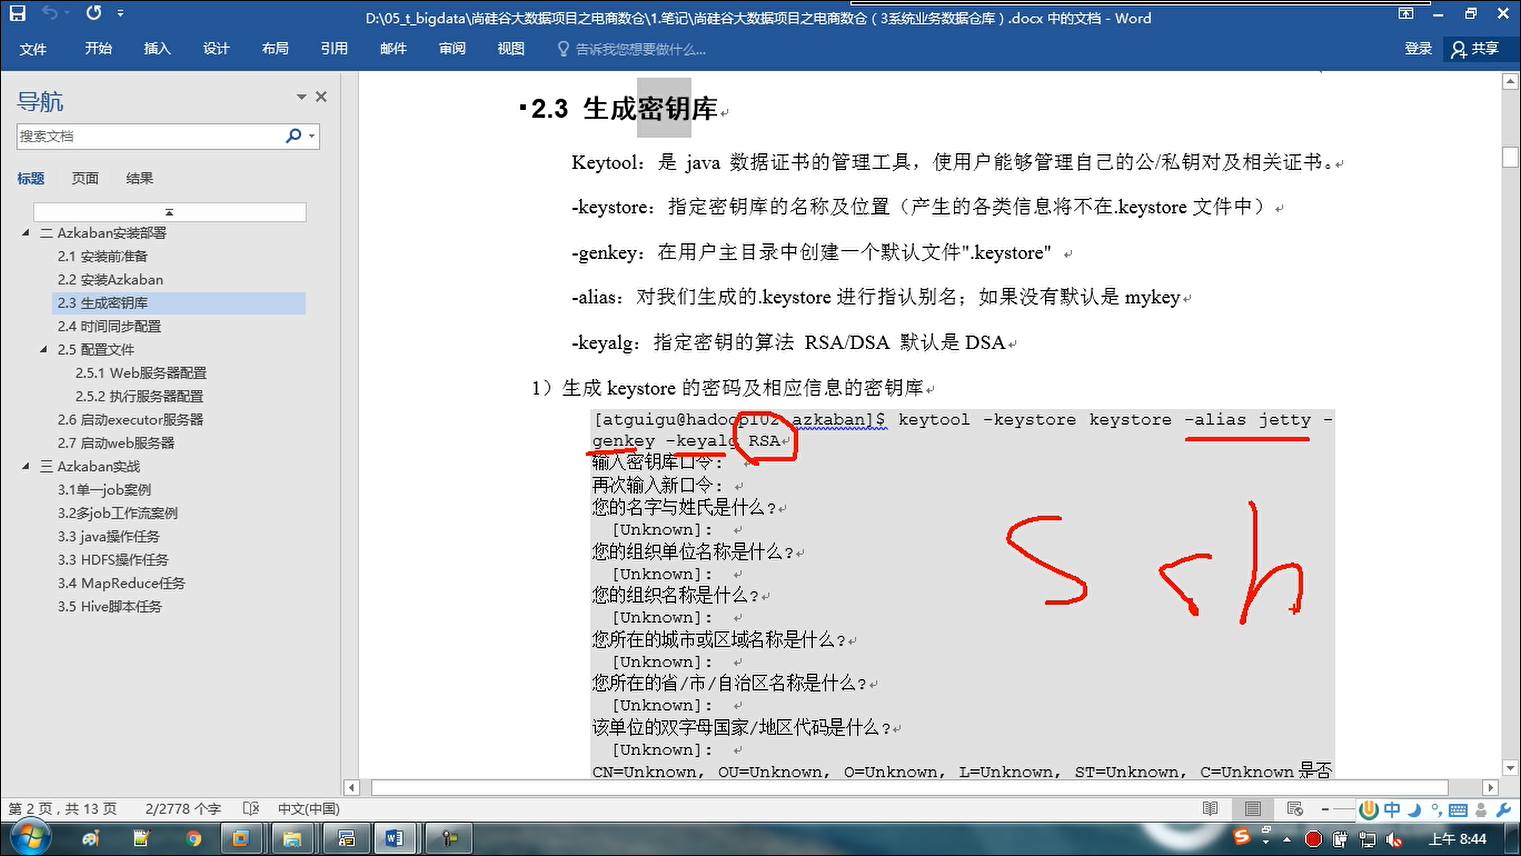 D:\05_t_bigdata\尚硅谷大数据项目之电商数仓\1.笔记\尚硅谷大数据项目之电商数仓（3系统业务数据仓库）.docx 中的文档 - Word
文件 开始 插入 设计 布局 引用 邮件 审阅 视图 告诉我您想要做什么... 登录 共享
导航
搜索文档
标题 页面 结果
二 Azkaban安装部署
2.1 安装前准备
2.2 安装Azkaban
2.3 生成密钥库
2.4 时间同步配置
2.5 配置文件
2.5.1 Web服务器配置
2.5.2 执行服务器配置
2.6 启动executor服务器
2.7 启动web服务器
三 Azkaban实战
3.1单一job案例
3.2多job工作流案例
3.3 java操作任务
3.3 HDFS操作任务
3.4 MapReduce任务
3.5 Hive脚本任务
2.3 生成密钥库
Keytool：是 java 数据证书的管理工具，使用户能够管理自己的公/私钥对及相关证书。
-keystore：指定密钥库的名称及位置（产生的各类信息将不在.keystore 文件中）
-genkey：在用户主目录中创建一个默认文件".keystore"
-alias：对我们生成的.keystore 进行指认别名；如果没有默认是 mykey
-keyalg：指定密钥的算法 RSA/DSA 默认是 DSA
1）生成 keystore 的密码及相应信息的密钥库
[atguigu@hadoop102 azkaban]$ keytool -keystore keystore -alias jetty -
genkey -keyalg RSA
输入密钥库口令:
再次输入新口令:
您的名字与姓氏是什么?
[Unknown]:
您的组织单位名称是什么?
[Unknown]:
您的组织名称是什么?
[Unknown]:
您所在的城市或区域名称是什么?
[Unknown]:
您所在的省/市/自治区名称是什么?
[Unknown]:
该单位的双字母国家/地区代码是什么?
[Unknown]:
CN=Unknown, OU=Unknown, O=Unknown, L=Unknown, ST=Unknown, C=Unknown 是否
第 2 页，共 13 页 2/2778 个字 中文(中国)
中
上午 8:44